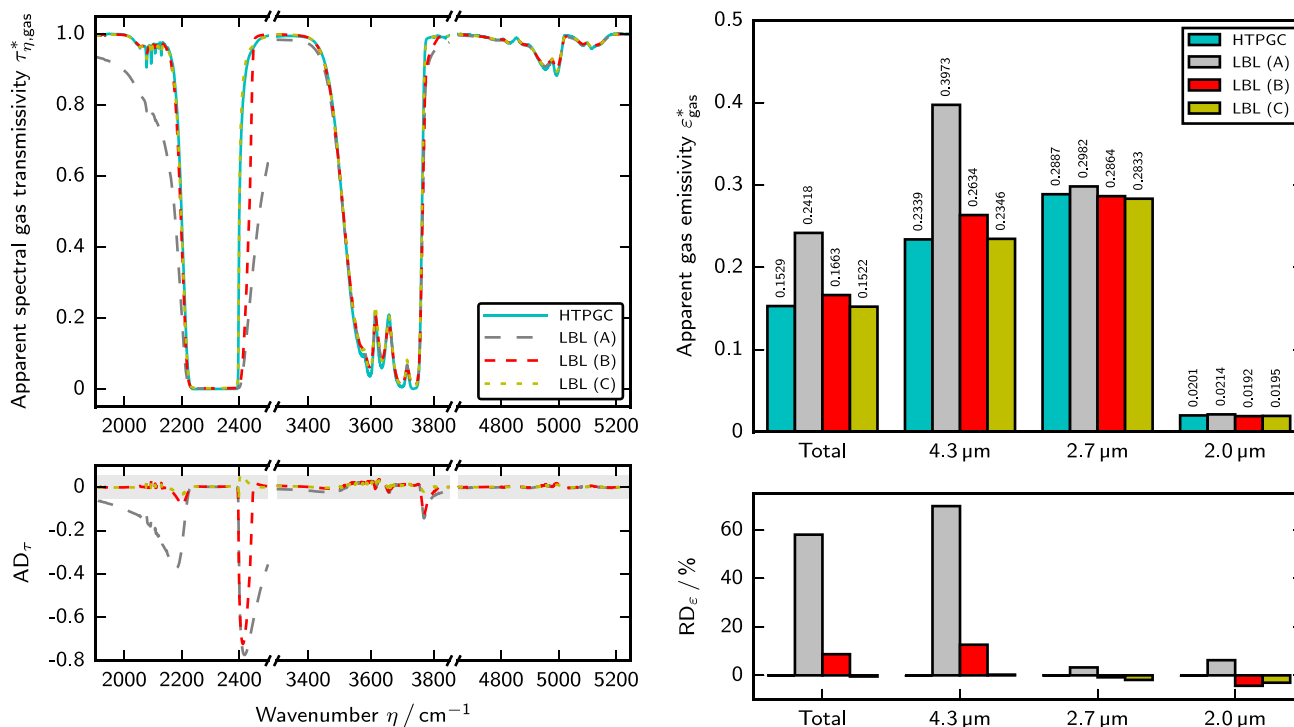 Apparent spectral gas transmissivity τ*η,gas
1.0
0.8
0.6
0.4
0.2
0
2000 2200 2400 3400 3600 3800 4800 5000 5200
HTPGC
LBL (A)
LBL (B)
LBL (C)
ADτ
0
-0.2
-0.4
-0.6
-0.8
2000 2200 2400 3400 3600 3800 4800 5000 5200
Wavenumber η / cm⁻¹
Apparent gas emissivity ε*gas
0.6
0.5
0.4
0.3
0.2
0.1
0
HTPGC
LBL (A)
LBL (B)
LBL (C)
0.1529
0.2418
0.1663
0.1522
0.2339
0.3973
0.2634
0.2346
0.2887
0.2982
0.2864
0.2833
0.0201
0.0214
0.0192
0.0195
Total 4.3 µm 2.7 µm 2.0 µm
RDε / %
60
40
20
0
Total 4.3 µm 2.7 µm 2.0 µm